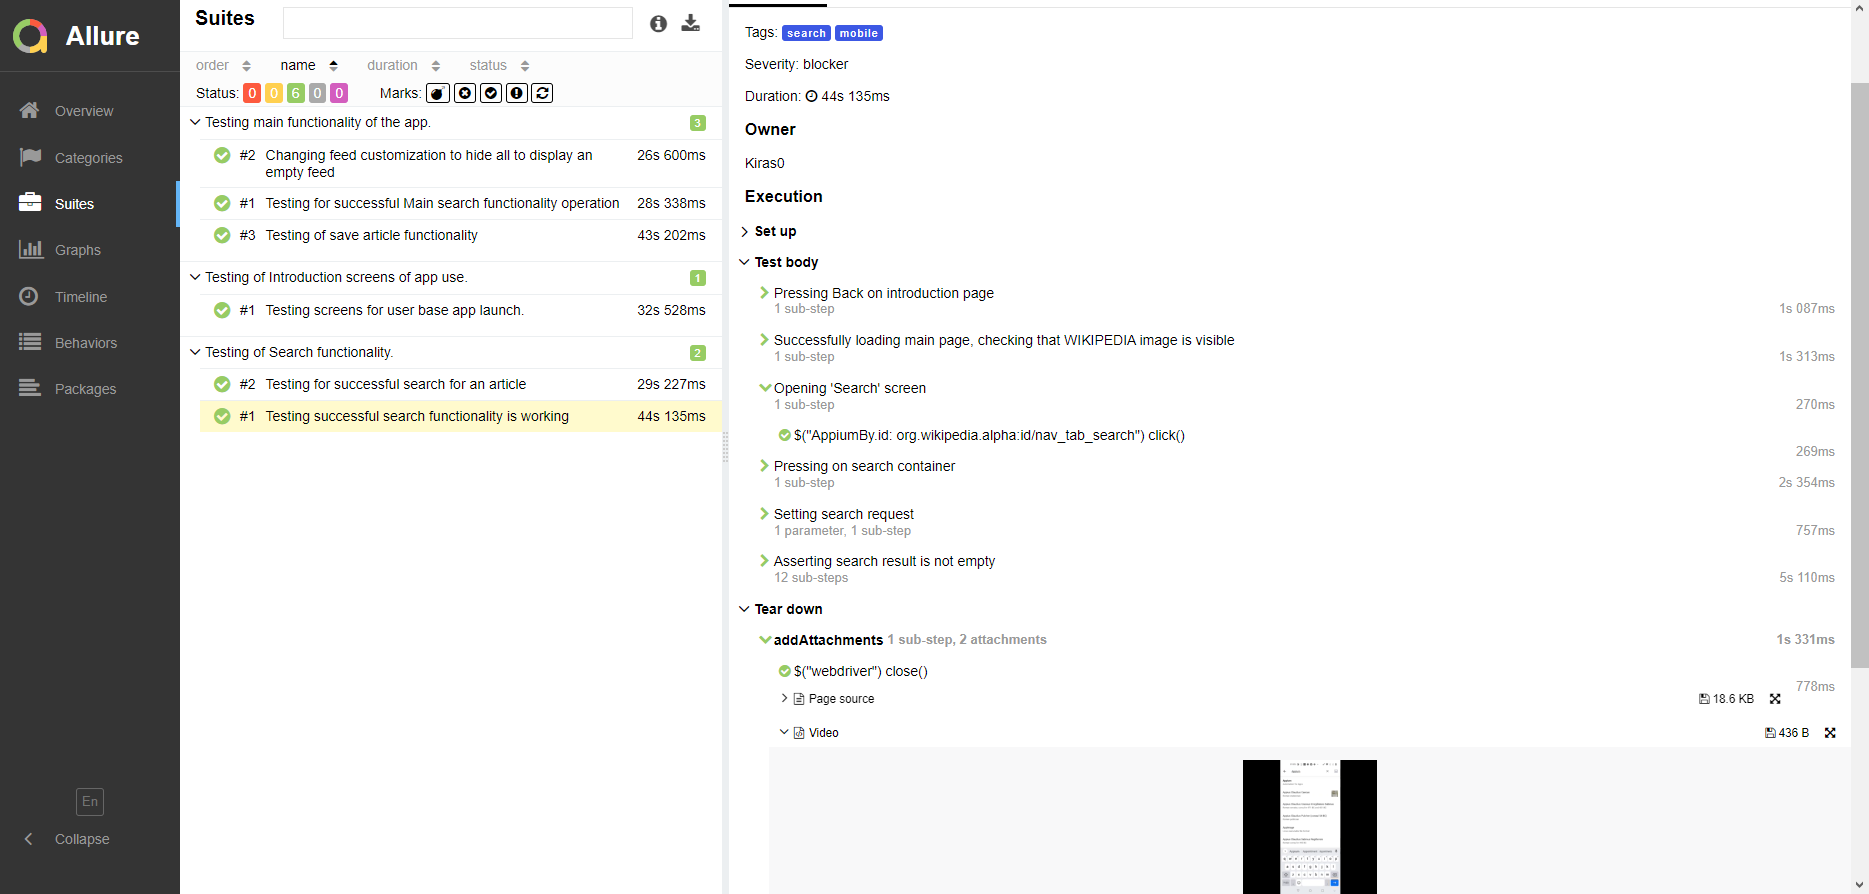 Allure
Overview
Categories
Suites
Graphs
Timeline
Behaviors
Packages
En
Collapse
Suites
order name duration status
Status: 0 0 6 0 0 Marks:
Testing main functionality of the app. 3
#2 Changing feed customization to hide all to display an empty feed 26s 600ms
#1 Testing for successful Main search functionality operation 28s 338ms
#3 Testing of save article functionality 43s 202ms
Testing of Introduction screens of app use. 1
#1 Testing screens for user base app launch. 32s 528ms
Testing of Search functionality. 2
#2 Testing for successful search for an article 29s 227ms
#1 Testing successful search functionality is working 44s 135ms
Tags: search mobile
Severity: blocker
Duration: 44s 135ms
Owner
Kiras0
Execution
Set up
Test body
Pressing Back on introduction page
1 sub-step 1s 087ms
Successfully loading main page, checking that WIKIPEDIA image is visible
1 sub-step 1s 313ms
Opening 'Search' screen
1 sub-step 270ms
$("AppiumBy.id: org.wikipedia.alpha:id/nav_tab_search") click()
269ms
Pressing on search container
1 sub-step 2s 354ms
Setting search request
1 parameter, 1 sub-step 757ms
Asserting search result is not empty
12 sub-steps 5s 110ms
Tear down
addAttachments 1 sub-step, 2 attachments 1s 331ms
$("webdriver") close()
778ms
Page source 18.6 KB
Video 436 B